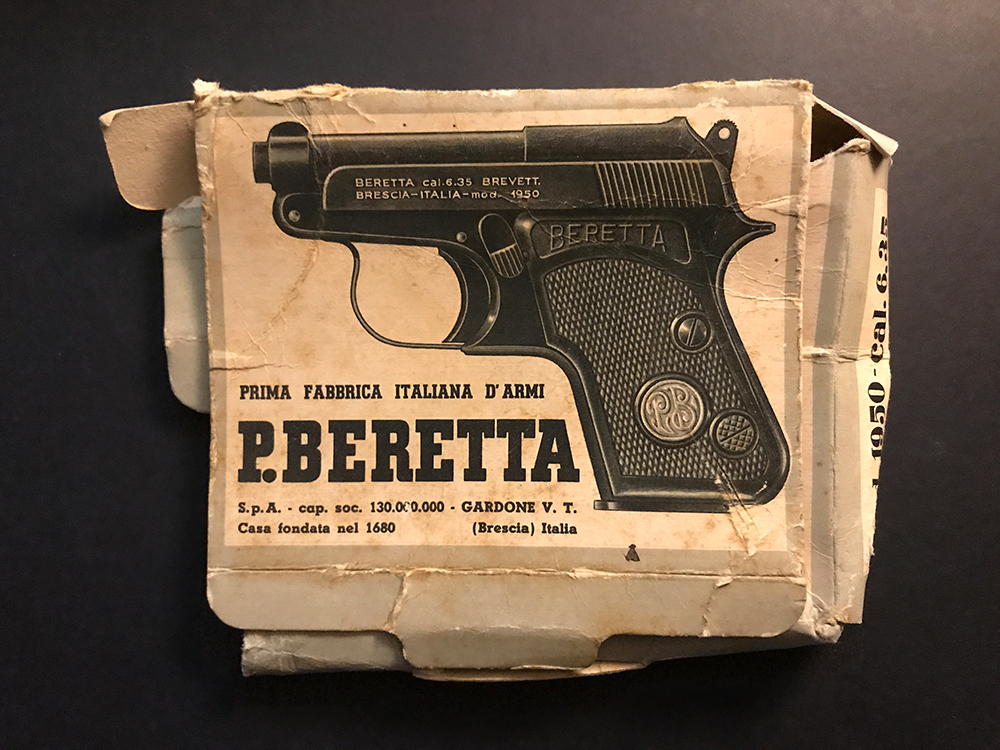 BERETTA cal.6.35 BREVETT.
BRESCIA-ITALIA-mod. 1950
BERETTA
PB
PRIMA FABBRICA ITALIANA D'ARMI
P.BERETTA
S.p.A. - cap. soc. 130.000.000 - GARDONE V. T.
Casa fondata nel 1680 (Brescia) Italia
1950-cal. 6.35